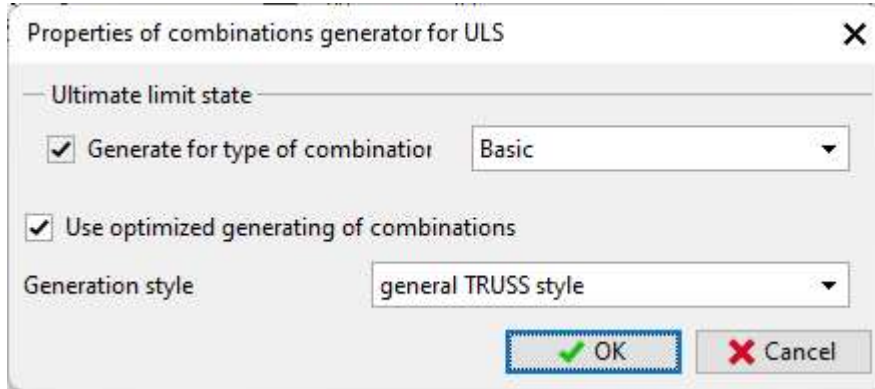 Properties of combinations generator for ULS
Ultimate limit state
Generate for type of combination Basic
Use optimized generating of combinations
Generation style general TRUSS style
OK Cancel